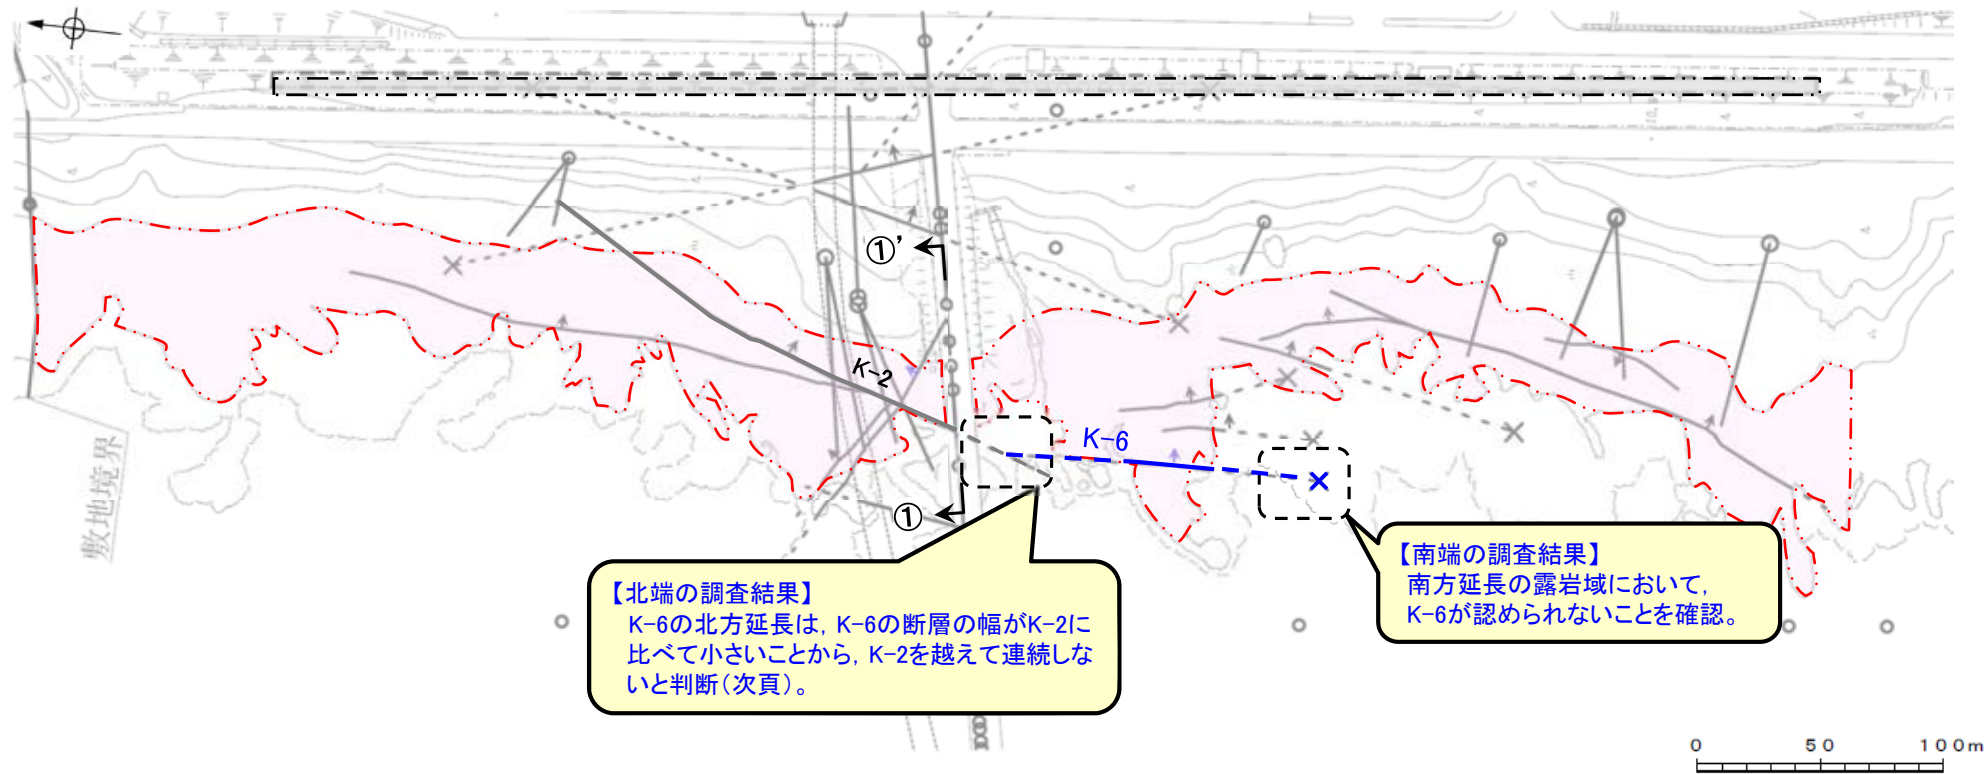 ①’
K-2
K-6
①
敷地境界
【北端の調査結果】
K-6の北方延長は, K-6の断層の幅がK-2に
比べて小さいことから, K-2を越えて連続しな
いと判断(次頁)。
【南端の調査結果】
南方延長の露岩域において,
K-6が認められないことを確認。
0 50 100m